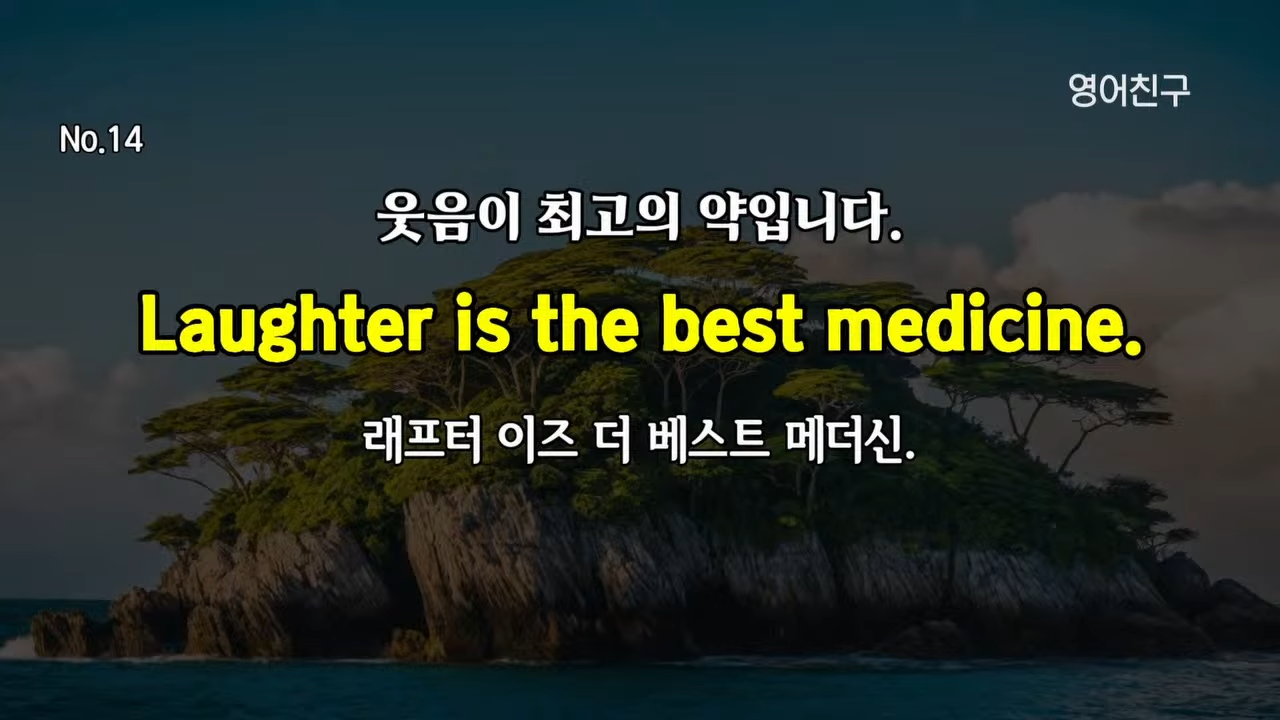 영어친구
No.14
웃음이 최고의 약입니다.
Laughter is the best medicine.
래프터 이즈 더 베스트 메더신.